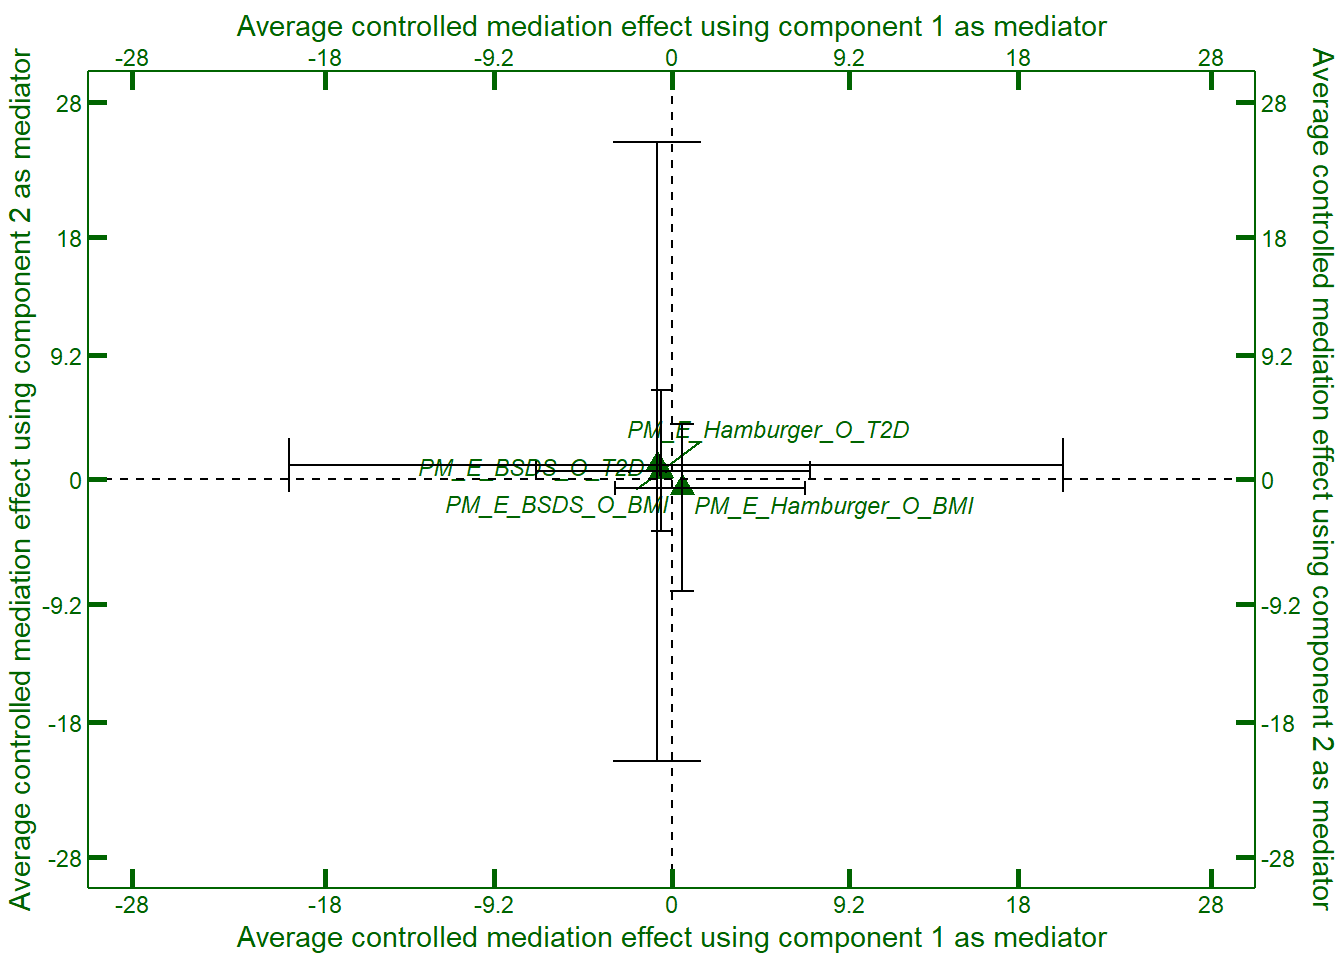 Average controlled mediation effect using component 1 as mediator
-28 -18 -9.2 0 9.2 18 28
Average controlled mediation effect using component 2 as mediator
28
18
9.2
0
-9.2
-18
-28
PM_E_Hamburger_O_T2D
PM_E_BSDS_O_T2D
PM_E_BSDS_O_BMI
PM_E_Hamburger_O_BMI
28
18
9.2
0
-9.2
-18
-28
Average controlled mediation effect using component 2 as mediator
-28 -18 -9.2 0 9.2 18 28
Average controlled mediation effect using component 1 as mediator